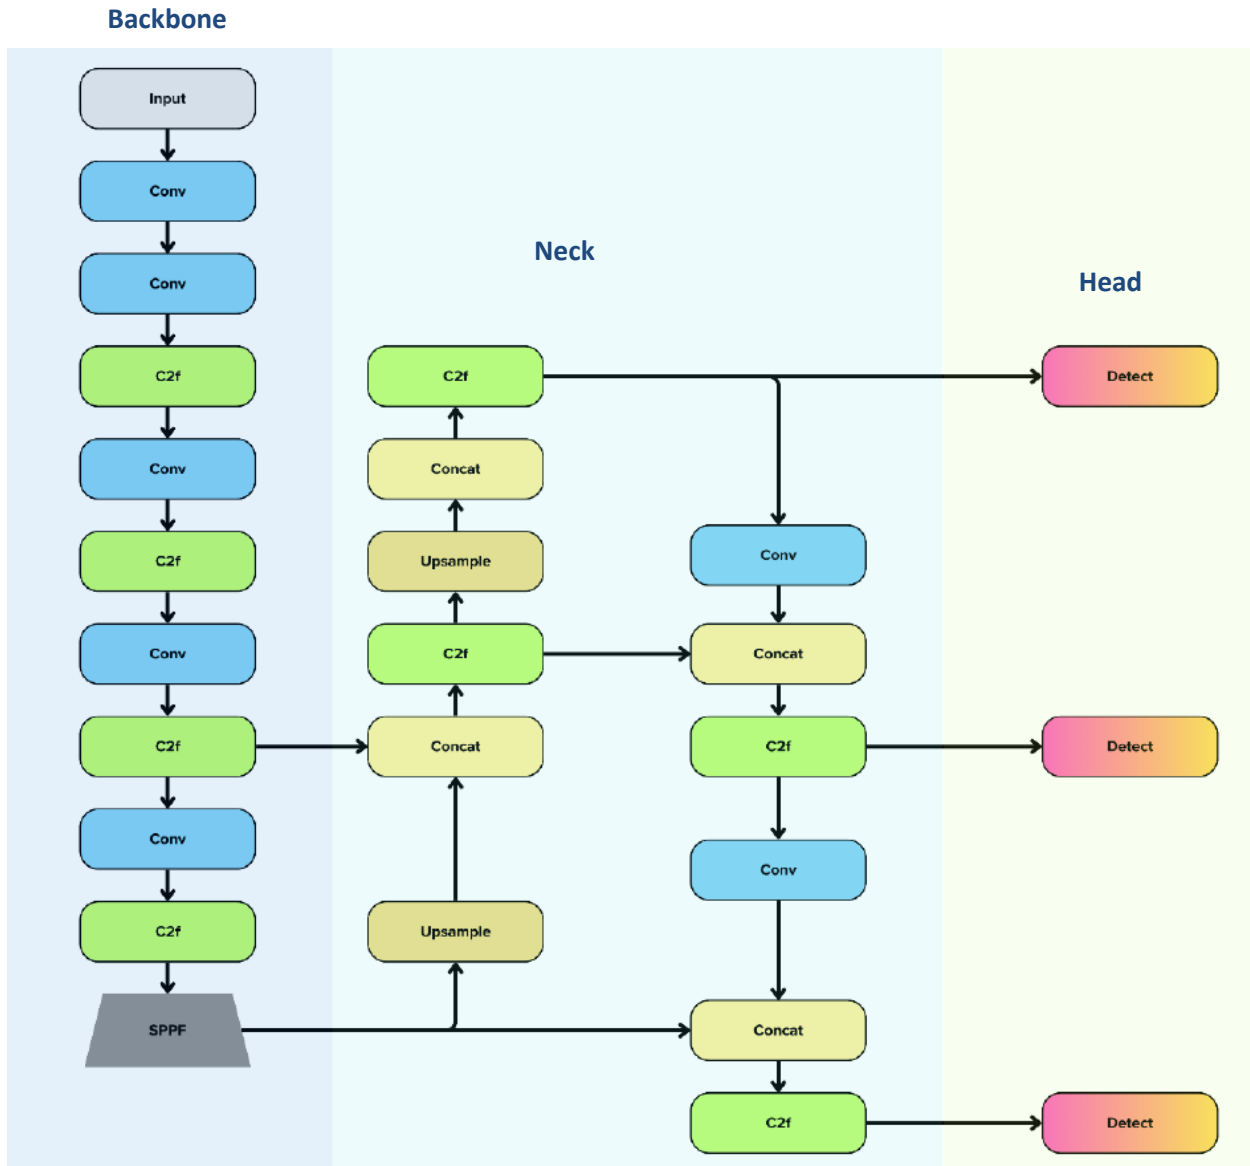 Backbone
Input
Conv
Conv
C2f
Conv
C2f
Conv
C2f
Conv
C2f
SPPF
Neck
C2f
Concat
Upsample
C2f
Concat
Upsample
Conv
Concat
C2f
Conv
Concat
C2f
Head
Detect
Detect
Detect